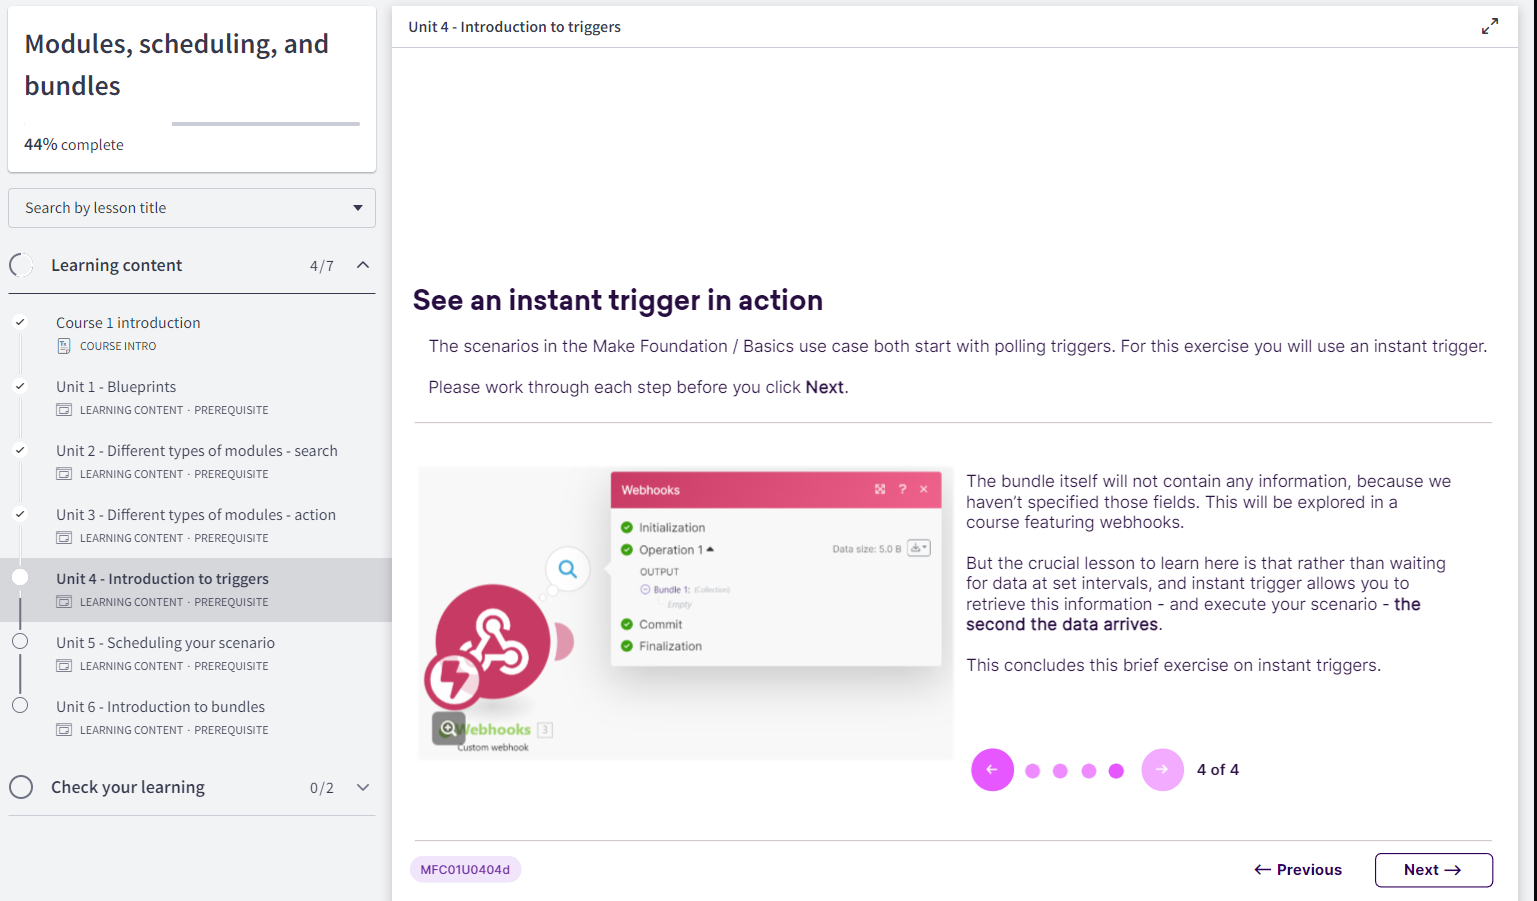 Modules, scheduling, and
bundles
44% complete
Search by lesson title
Learning content 4/7
Course 1 introduction
COURSE INTRO
Unit 1 - Blueprints
LEARNING CONTENT · PREREQUISITE
Unit 2 - Different types of modules - search
LEARNING CONTENT · PREREQUISITE
Unit 3 - Different types of modules - action
LEARNING CONTENT · PREREQUISITE
Unit 4 - Introduction to triggers
LEARNING CONTENT · PREREQUISITE
Unit 5 - Scheduling your scenario
LEARNING CONTENT · PREREQUISITE
Unit 6 - Introduction to bundles
LEARNING CONTENT · PREREQUISITE
Check your learning 0/2
Unit 4 - Introduction to triggers
See an instant trigger in action
The scenarios in the Make Foundation / Basics use case both start with polling triggers. For this exercise you will use an instant trigger.
Please work through each step before you click Next.
Webhooks ?
Initialization
Operation 1 Data size: 5.0 B
OUTPUT
Bundle 1: (Collection)
Empty
Commit
Finalization
Webhooks 3
Custom webhook
The bundle itself will not contain any information, because we
haven't specified those fields. This will be explored in a
course featuring webhooks.
But the crucial lesson to learn here is that rather than waiting
for data at set intervals, and instant trigger allows you to
retrieve this information - and execute your scenario - the
second the data arrives.
This concludes this brief exercise on instant triggers.
4 of 4
MFC01U0404d
← Previous
Next →